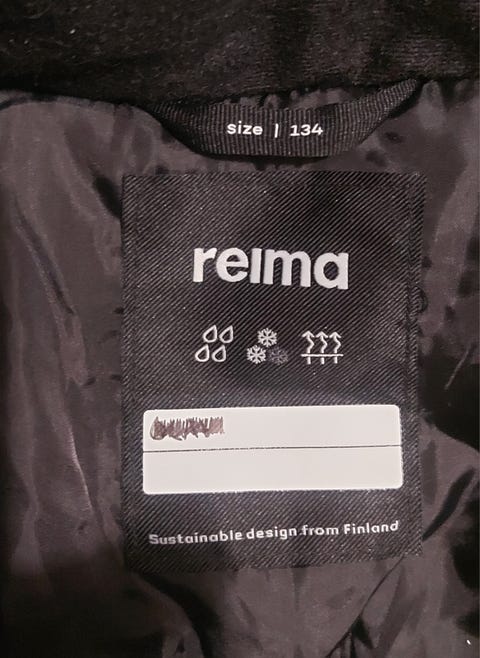 size | 134
reima
Sustainable design from Finland